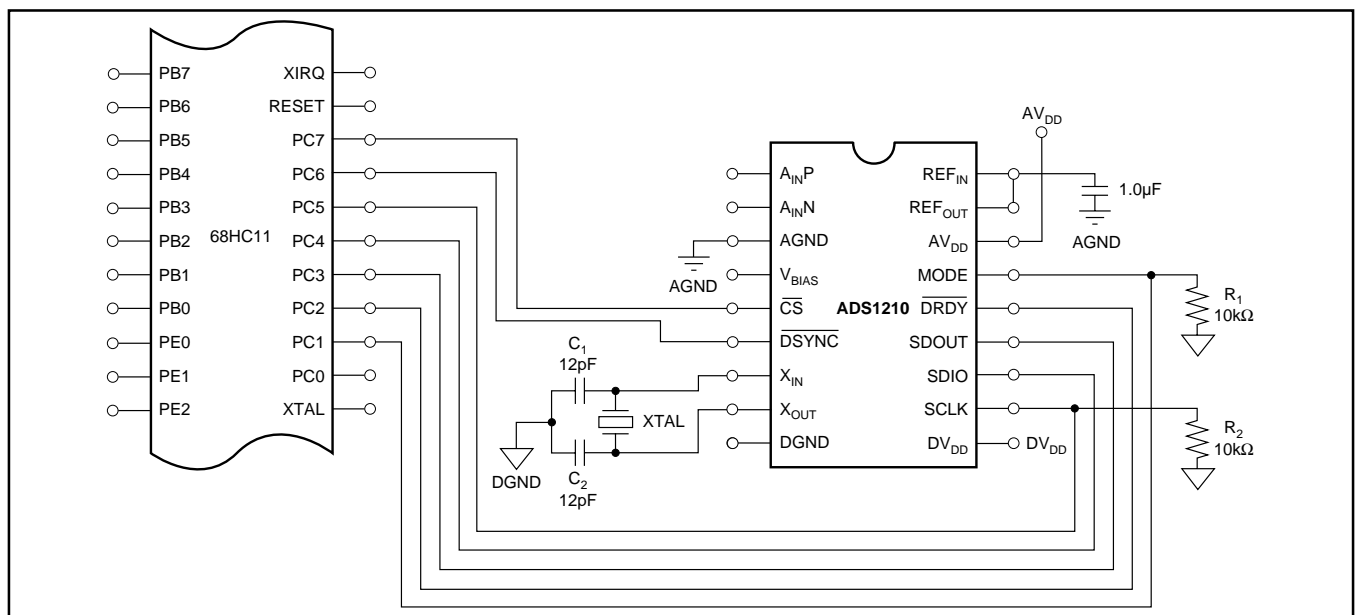 PB7
PB6
PB5
PB4
PB3
PB2
PB1
PB0
PE0
PE1
PE2
68HC11
XIRQ
RESET
PC7
PC6
PC5
PC4
PC3
PC2
PC1
PC0
XTAL
C1
12pF
C2
12pF
XTAL
DGND
AGND
AINP
AINN
AGND
VBIAS
CS
DSYNC
XIN
XOUT
DGND
ADS1210
REFIN
REFOUT
AVDD
MODE
DRDY
SDOUT
SDIO
SCLK
DVDD
AVDD
1.0µF
AGND
R1
10kΩ
R2
10kΩ
DVDD